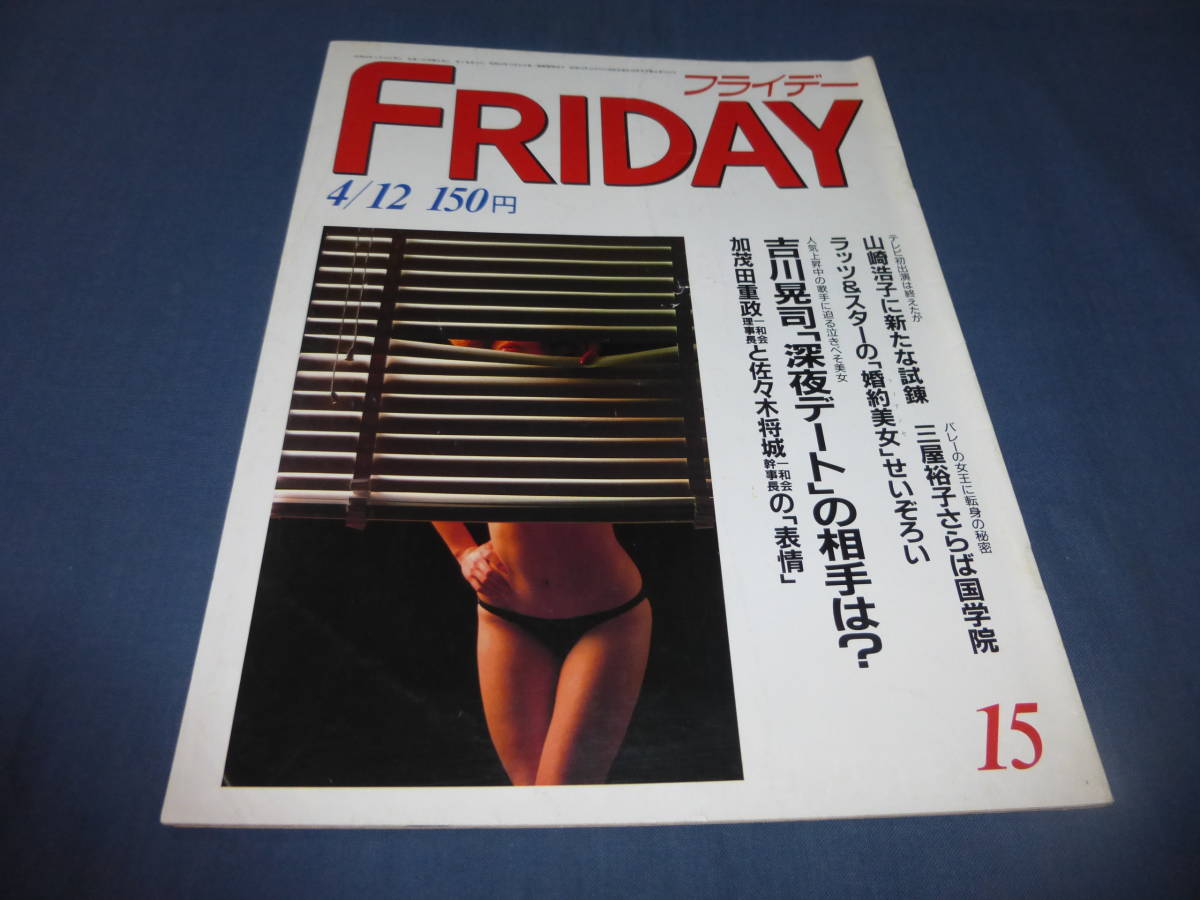 フライデー
FRIDAY
4/12 150円
テレビ初出演は終えたが
山崎浩子に新たな試錬
バレーの女王に転身の秘密
三屋裕子さらば国学院
ラッツ&スターの「婚約美女」せいぞろい
人気上昇中の歌手に迫る泣きべそ美女
吉川晃司「深夜デート」の相手は?
加茂田重政一和会理事長と佐々木将城一和会幹事長の「表情」
15